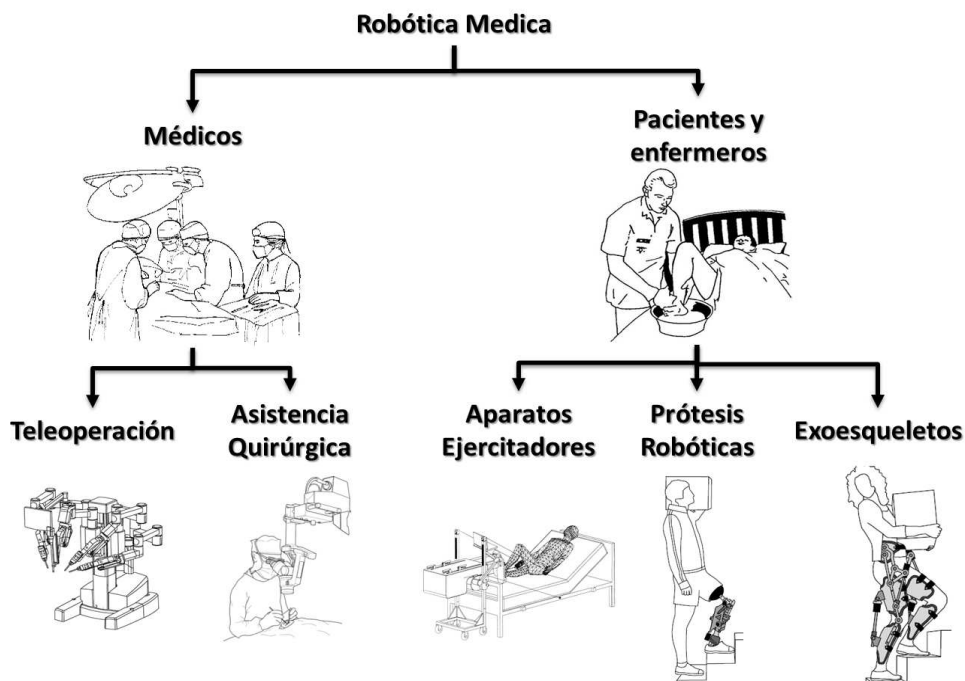 Robótica Medica
Médicos
Pacientes y
enfermeros
Teleoperación
Asistencia
Quirúrgica
Aparatos
Ejercitadores
Prótesis
Robóticas
Exoesqueletos